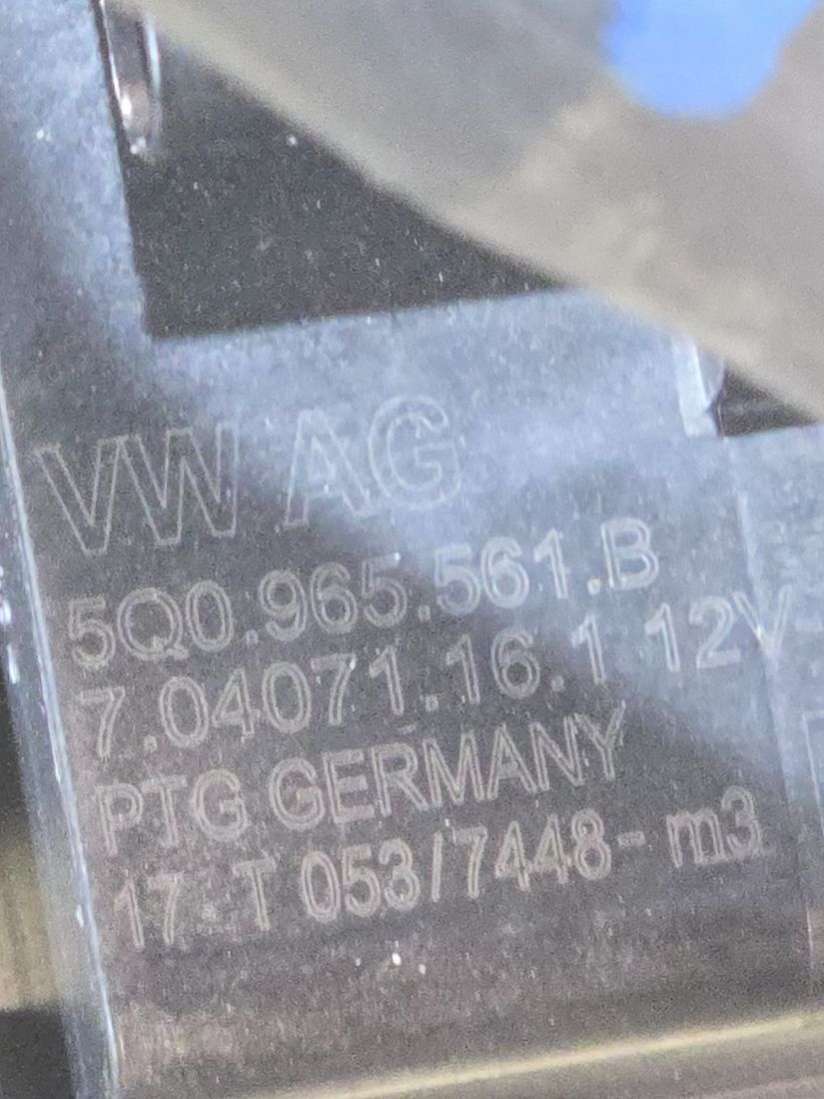 VW AG
5Q0.965.561.B
7.04071.16.1 12V
PTG GERMANY
17. T 053/7448- m3